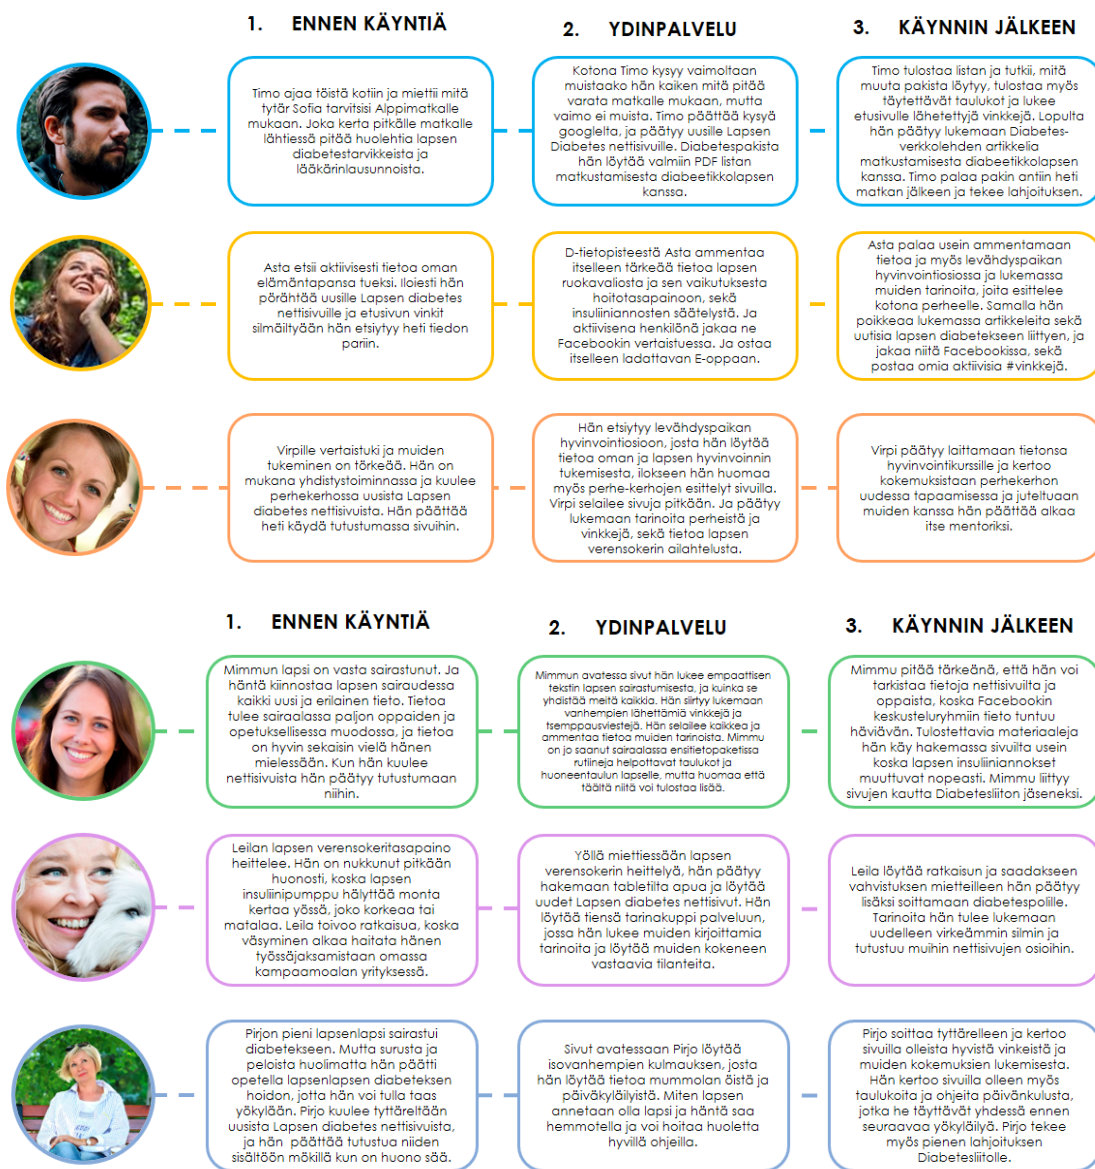 1. ENNEN KÄYNTIÄ
2. YDINPALVELU
3. KÄYNNIN JÄLKEEN
Timo ajaa töistä kotiin ja miettii mitä
tytär Sofia tarvitsisi Alppimatkalle
mukaan. Joka kerta pitkälle matkalle
lähtiessä pitää huolehtia lapsen
diabetestarvikkeista ja
lääkärinlausunnoista.
Kotona Timo kysyy vaimoltaan
muistaako hän kaiken mitä pitää
varata matkalle mukaan, mutta
vaimo ei muista. Timo päättää kysyä
googlelta, ja päätyy uusille Lapsen
Diabetes nettisivuille. Diabetespakista
hän löytää valmiin PDF listan
matkustamisesta diabeetikkolapsen
kanssa.
Timo tulostaa listan ja tutkii, mitä
muuta pakista löytyy, tulostaa myös
täytettävät taulukot ja lukee
etusivulle lähetettyjä vinkkejä. Lopulta
hän päätyy lukemaan Diabetes-
verkkolehden artikkelia
matkustamisesta diabeetikkolapsen
kanssa. Timo palaa pakin antiin heti
matkan jälkeen ja tekee lahjoituksen.
Asta etsii aktiivisesti tietoa oman
elämäntapansa tueksi. Iloiesti hän
pörähtää uusille Lapsen diabetes
nettisivuille ja etusivun vinkit
silmäiltyään hän etsiytyy heti tiedon
pariin.
D-tietopisteestä Asta ammentaa
itselleen tärkeää tietoa lapsen
ruokavaliosta ja sen vaikutuksesta
hoitotasapainoon, sekä
insuliiniannosten säätelystä. Ja
aktiivisena henkilönä jakaa ne
Facebookin vertaistuessa. Ja ostaa
itselleen ladattavan E-oppaan.
Asta palaa usein ammentamaan
tietoa ja myös levähdyspaikan
hyvinvointiosiossa ja lukemassa
muiden tarinoita, joita esittelee
kotona perheelle. Samalla hän
poikkeaa lukemassa artikkeleita sekä
uutisia lapsen diabetekseen liittyen, ja
jakaa niitä Facebookissa, sekä
postaa omia aktiivisia #vinkkejä.
Virpille vertaistuki ja muiden
tukeminen on törkeää. Hän on
mukana yhdistystoiminnassa ja kuulee
perhekerhossa uusista Lapsen
diabetes nettisivuista. Hän päättää
heti käydä tutustumassa sivuihin.
Hän etsiytyy levähdyspaikan
hyvinvointiosioon, josta hän löytää
tietoa oman ja lapsen hyvinvoinnin
tukemisesta, ilokseen hän huomaa
myös perhe-kerhojen esittelyt sivuilla.
Virpi selailee sivuja pitkään. Ja päätyy
lukemaan tarinoita perheistä ja
vinkkejä, sekä tietoa lapsen
verensokerin ailahtelusta.
Virpi päätyy laittamaan tietonsa
hyvinvointikurssille ja kertoo
kokemuksistaan perhekerhon
uudessa tapaamisessa ja juteltuaan
muiden kanssa hän päättää alkaa
itse mentoriksi.
1. ENNEN KÄYNTIÄ
2. YDINPALVELU
3. KÄYNNIN JÄLKEEN
Mimmun lapsi on vasta sairastunut. Ja
häntä kiinnostaa lapsen sairaudessa
kaikki uusi ja erilainen tieto. Tietoa
tulee sairaalassa paljon oppaiden ja
opetuksellisessa muodossa, ja tietoa
on hyvin sekaisin vielä hänen
mielessään. Kun hän kuulee
nettisivuista hän päätyy tutustumaan
niihin.
Mimmun avatessa sivut hän lukee empaattisen
tekstin lapsen sairastumisesta, ja kuinka se
yhdistää meitä kaikkia. Hän siirtyy lukemaan
vanhempien lähettämiä vinkkejä ja
tsemppausviestejä. Hän selailee kaikkea ja
ammentaa tietoa muiden tarinoista. Mimmu
on jo saanut sairaalassa ensitietopaketissa
rutiineja helpottavat taulukot ja
huoneentaulun lapselle, mutta huomaa että
täältä niitä voi tulostaa lisää.
Mimmu pitää tärkeänä, että hän voi
tarkistaa tietoja nettisivuilta ja
oppaista, koska Facebookin
keskusteluryhmiin tieto tuntuu
häviävän. Tulostettavia materiaaleja
hän käy hakemassa sivuilta usein
koska lapsen insuliiniannokset
muuttuvat nopeasti. Mimmu liittyy
sivujen kautta Diabetesliiton jäseneksi.
Leilan lapsen verensokeritasapaino
heittelee. Hän on nukkunut pitkään
huonosti, koska lapsen
insuliinipumppu hälyttää monta
kertaa yössä, joko korkeaa tai
matalaa. Leila toivoo ratkaisua, koska
väsyminen alkaa haitata hänen
työssäjaksamistaan omassa
kampaamoalan yrityksessä.
Yöllä miettiessään lapsen
verensokerin heittelyä, hän päätyy
hakemaan tabletilta apua ja löytää
uudet Lapsen diabetes nettisivut. Hän
löytää tiensä tarinakuppi palveluun,
jossa hän lukee muiden kirjoittamia
tarinoita ja löytää muiden kokeneen
vastaavia tilanteita.
Leila löytää ratkaisun ja saadakseen
vahvistuksen mietteilleen hän päätyy
lisäksi soittamaan diabetespolille.
Tarinoita hän tulee lukemaan
uudelleen virkeämmin silmin ja
tutustuu muihin nettisivujen osioihin.
Pirjon pieni lapsenlapsi sairastui
diabetekseen. Mutta surusta ja
peloista huolimatta hän päätti
opetella lapsenlapsen diabeteksen
hoidon, jotta hän voi tulla taas
yökylään. Pirjo kuulee tyttäreltään
uusista Lapsen diabetes nettisivuista,
ja hän päättää tutustua niiden
sisältöön mökillä kun on huono sää.
Sivut avatessaan Pirjo löytää
isovanhempien kulmauksen, josta
hän löytää tietoa mummolan öistä ja
päiväkyläilyistä. Miten lapsen
annetaan olla lapsi ja häntä saa
hemmotella ja voi hoitaa huoletta
hyvillä ohjeilla.
Pirjo soittaa tyttärelleen ja kertoo
sivuilla olleista hyvistä vinkeistä ja
muiden kokemuksien lukemisesta.
Hän kertoo sivuilla olleen myös
taulukoita ja ohjeita päivänkulusta,
jotka he täyttävät yhdessä ennen
seuraavaa yökyläilyä. Pirjo tekee
myös pienen lahjoituksen
Diabetesliitolle.